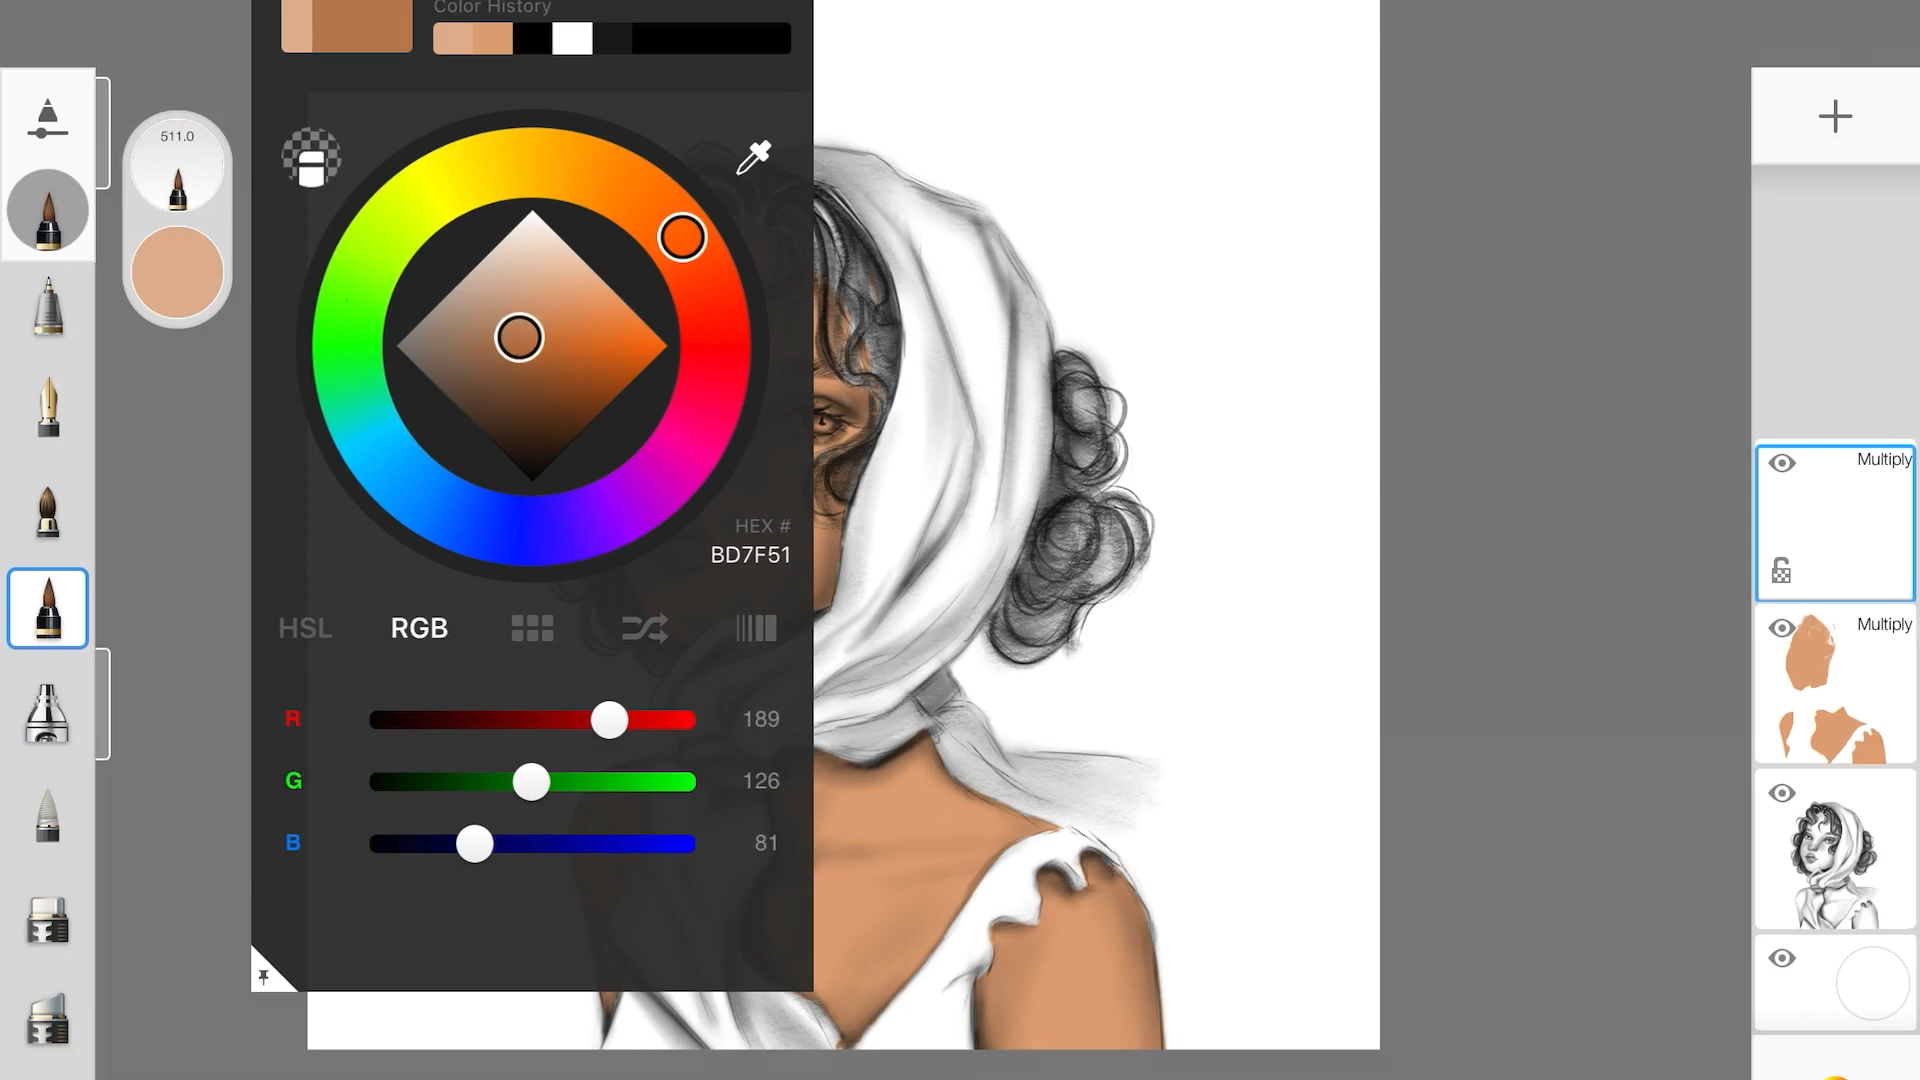 Color History
511.0
HEX #
BD7F51
HSL RGB
R 189
G 126
B 81
Multiply
Multiply